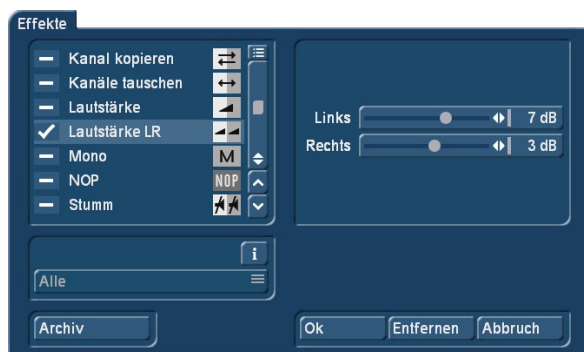 Effekte
Kanal kopieren
Kanäle tauschen
Lautstärke
Lautstärke LR
Mono M
NOP NOP
Stumm
Links 7 dB
Rechts 3 dB
i
Alle
Archiv
Ok Entfernen Abbruch